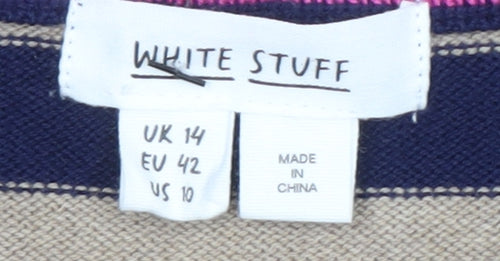 WHITE STUFF
UK 14
EU 42
US 10
MADE
IN
CHINA